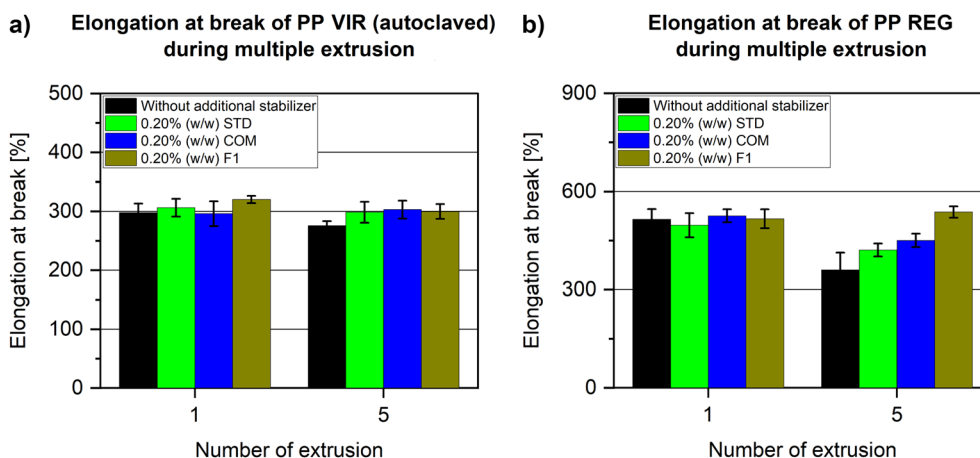 a) Elongation at break of PP VIR (autoclaved)
during multiple extrusion
500
400
300
200
100
0
Elongation at break [%]
Without additional stabilizer
0.20% (w/w) STD
0.20% (w/w) COM
0.20% (w/w) F1
1
5
Number of extrusion
b) Elongation at break of PP REG
during multiple extrusion
900
600
300
0
Elongation at break [%]
Without additional stabilizer
0.20% (w/w) STD
0.20% (w/w) COM
0.20% (w/w) F1
1
5
Number of extrusion